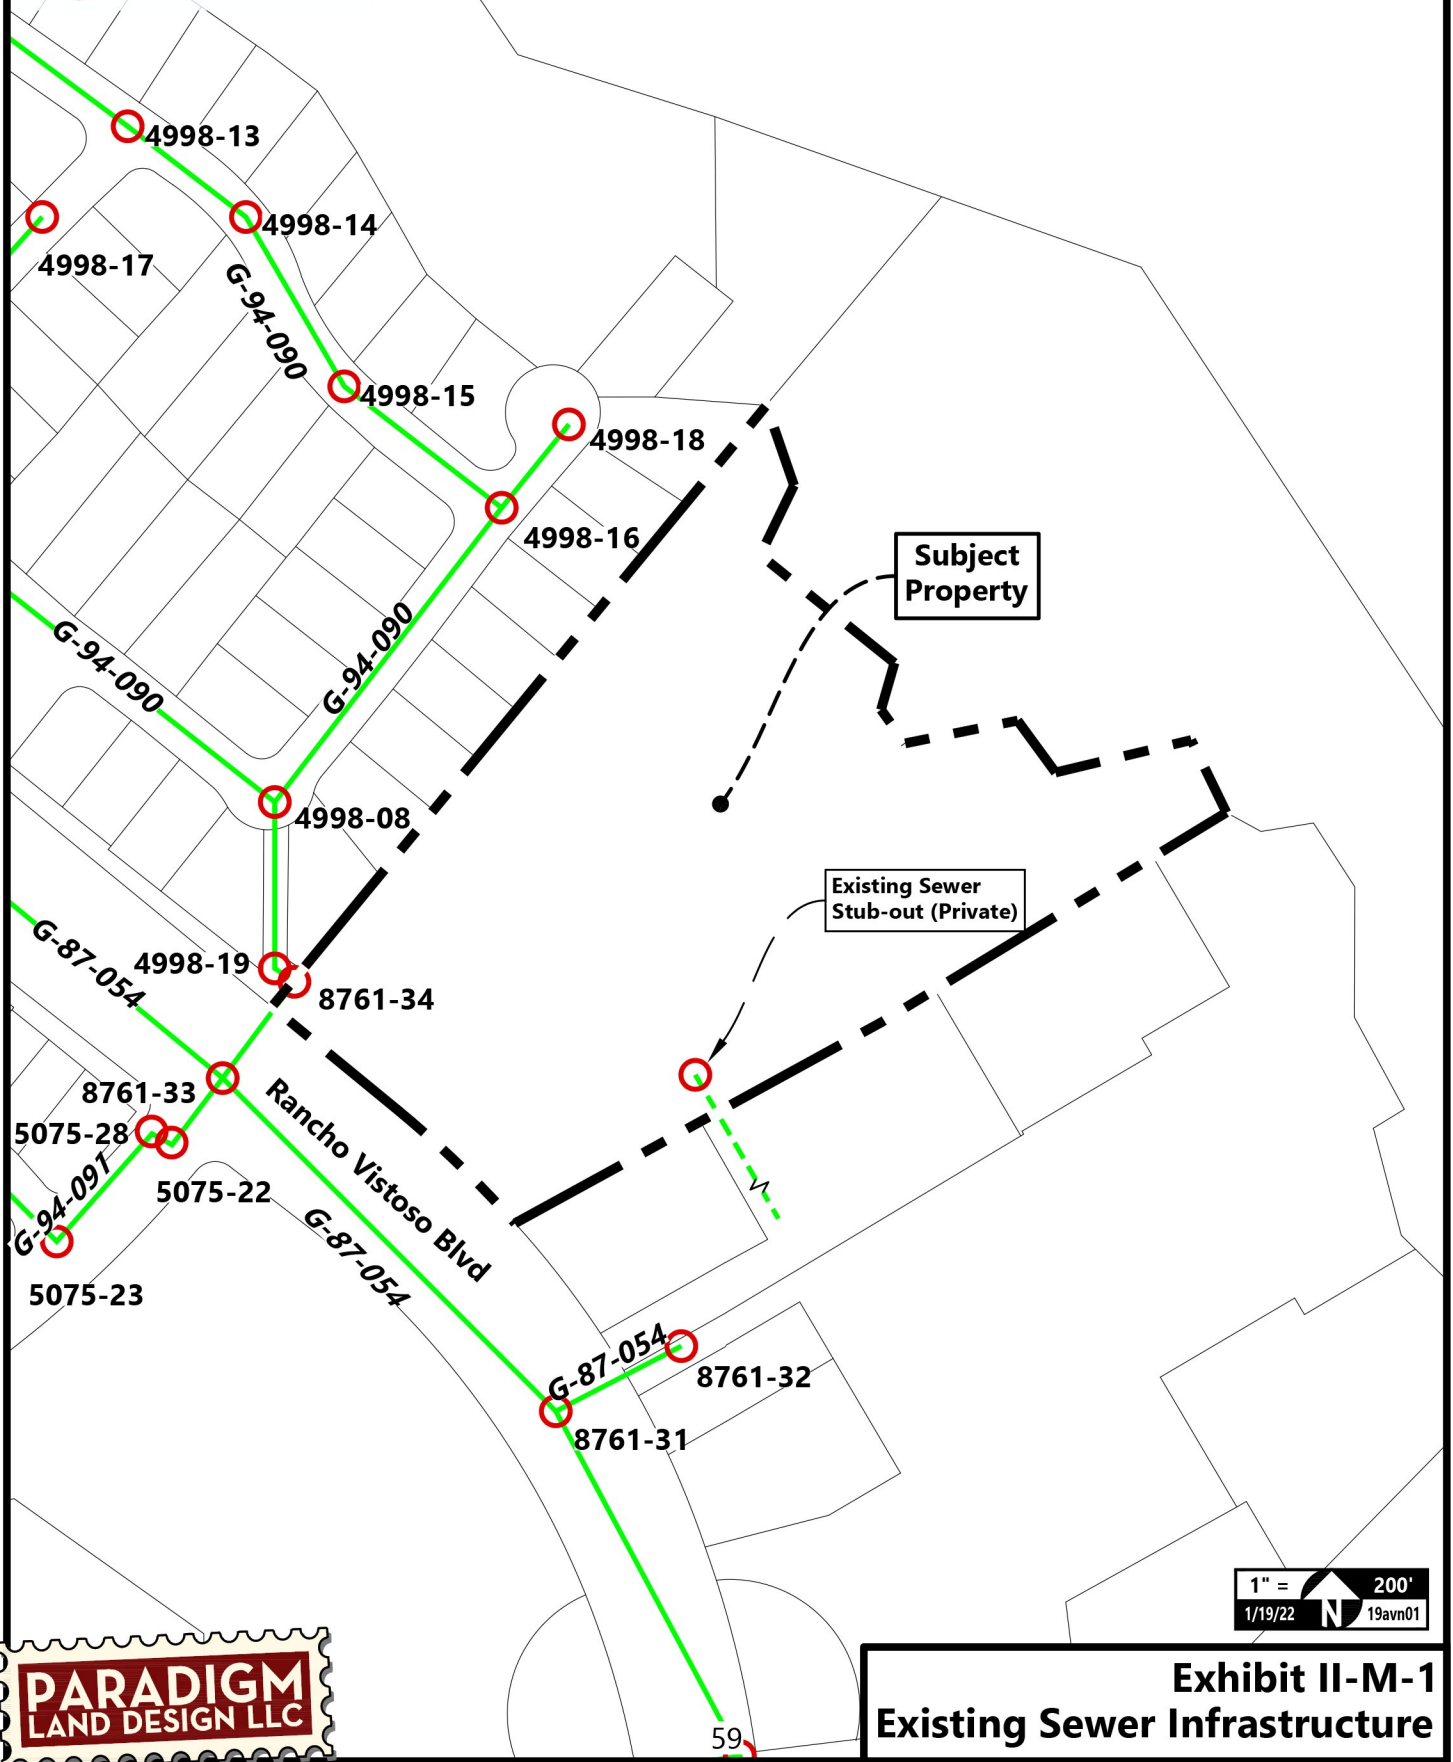 4998-13
4998-14
4998-17
G-94-090
4998-15
4998-18
4998-16
Subject
Property
G-94-090
G-94-090
4998-08
Existing Sewer
Stub-out (Private)
G-87-054
4998-19
8761-34
8761-33
5075-28
Rancho Vistoso Blvd
G-94-091
5075-22
G-87-054
5075-23
G-87-054
8761-32
8761-31
1" = 200'
1/19/22 N 19avn01
PARADIGM
LAND DESIGN LLC
Exhibit II-M-1
Existing Sewer Infrastructure
59